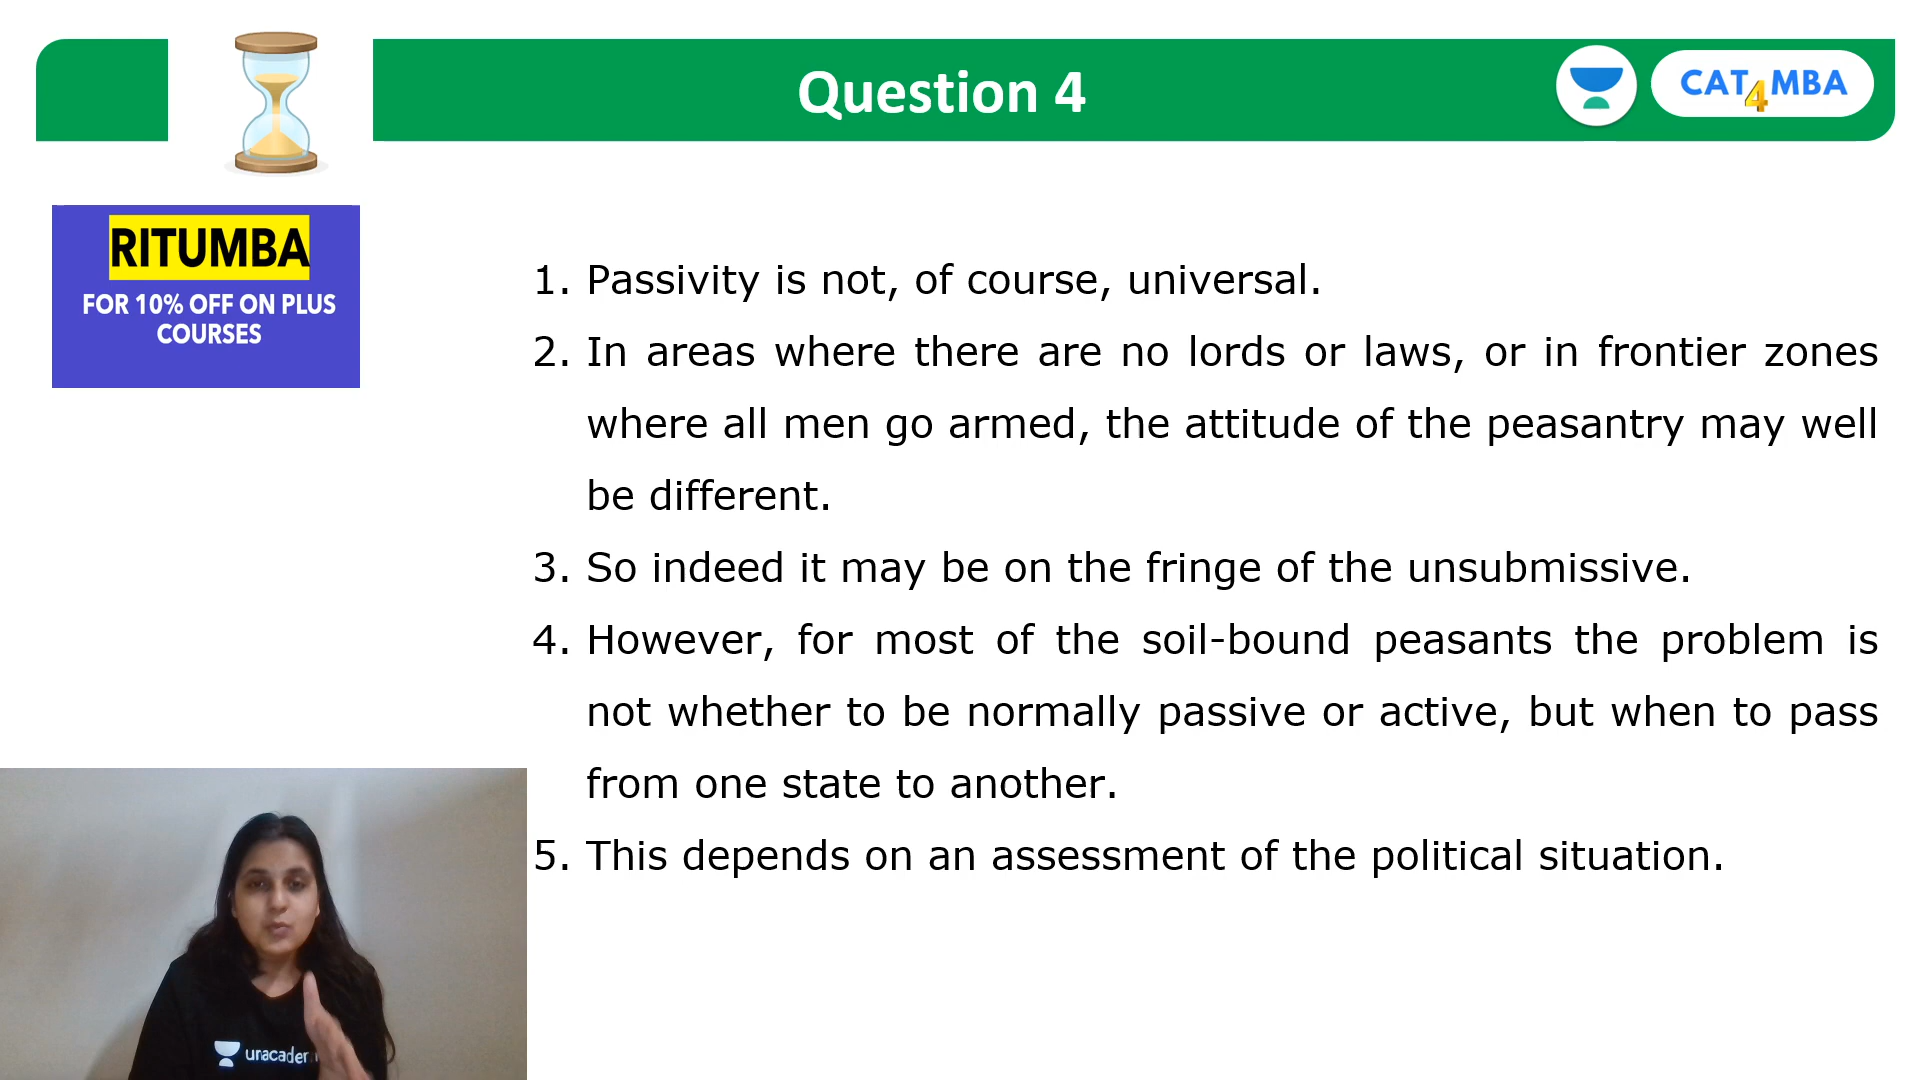 Question 4
CAT4MBA
RITUMBA
FOR 10% OFF ON PLUS
COURSES
1. Passivity is not, of course, universal.
2. In areas where there are no lords or laws, or in frontier zones
where all men go armed, the attitude of the peasantry may well
be different.
3. So indeed it may be on the fringe of the unsubmissive.
4. However, for most of the soil-bound peasants the problem is
not whether to be normally passive or active, but when to pass
from one state to another.
5. This depends on an assessment of the political situation.